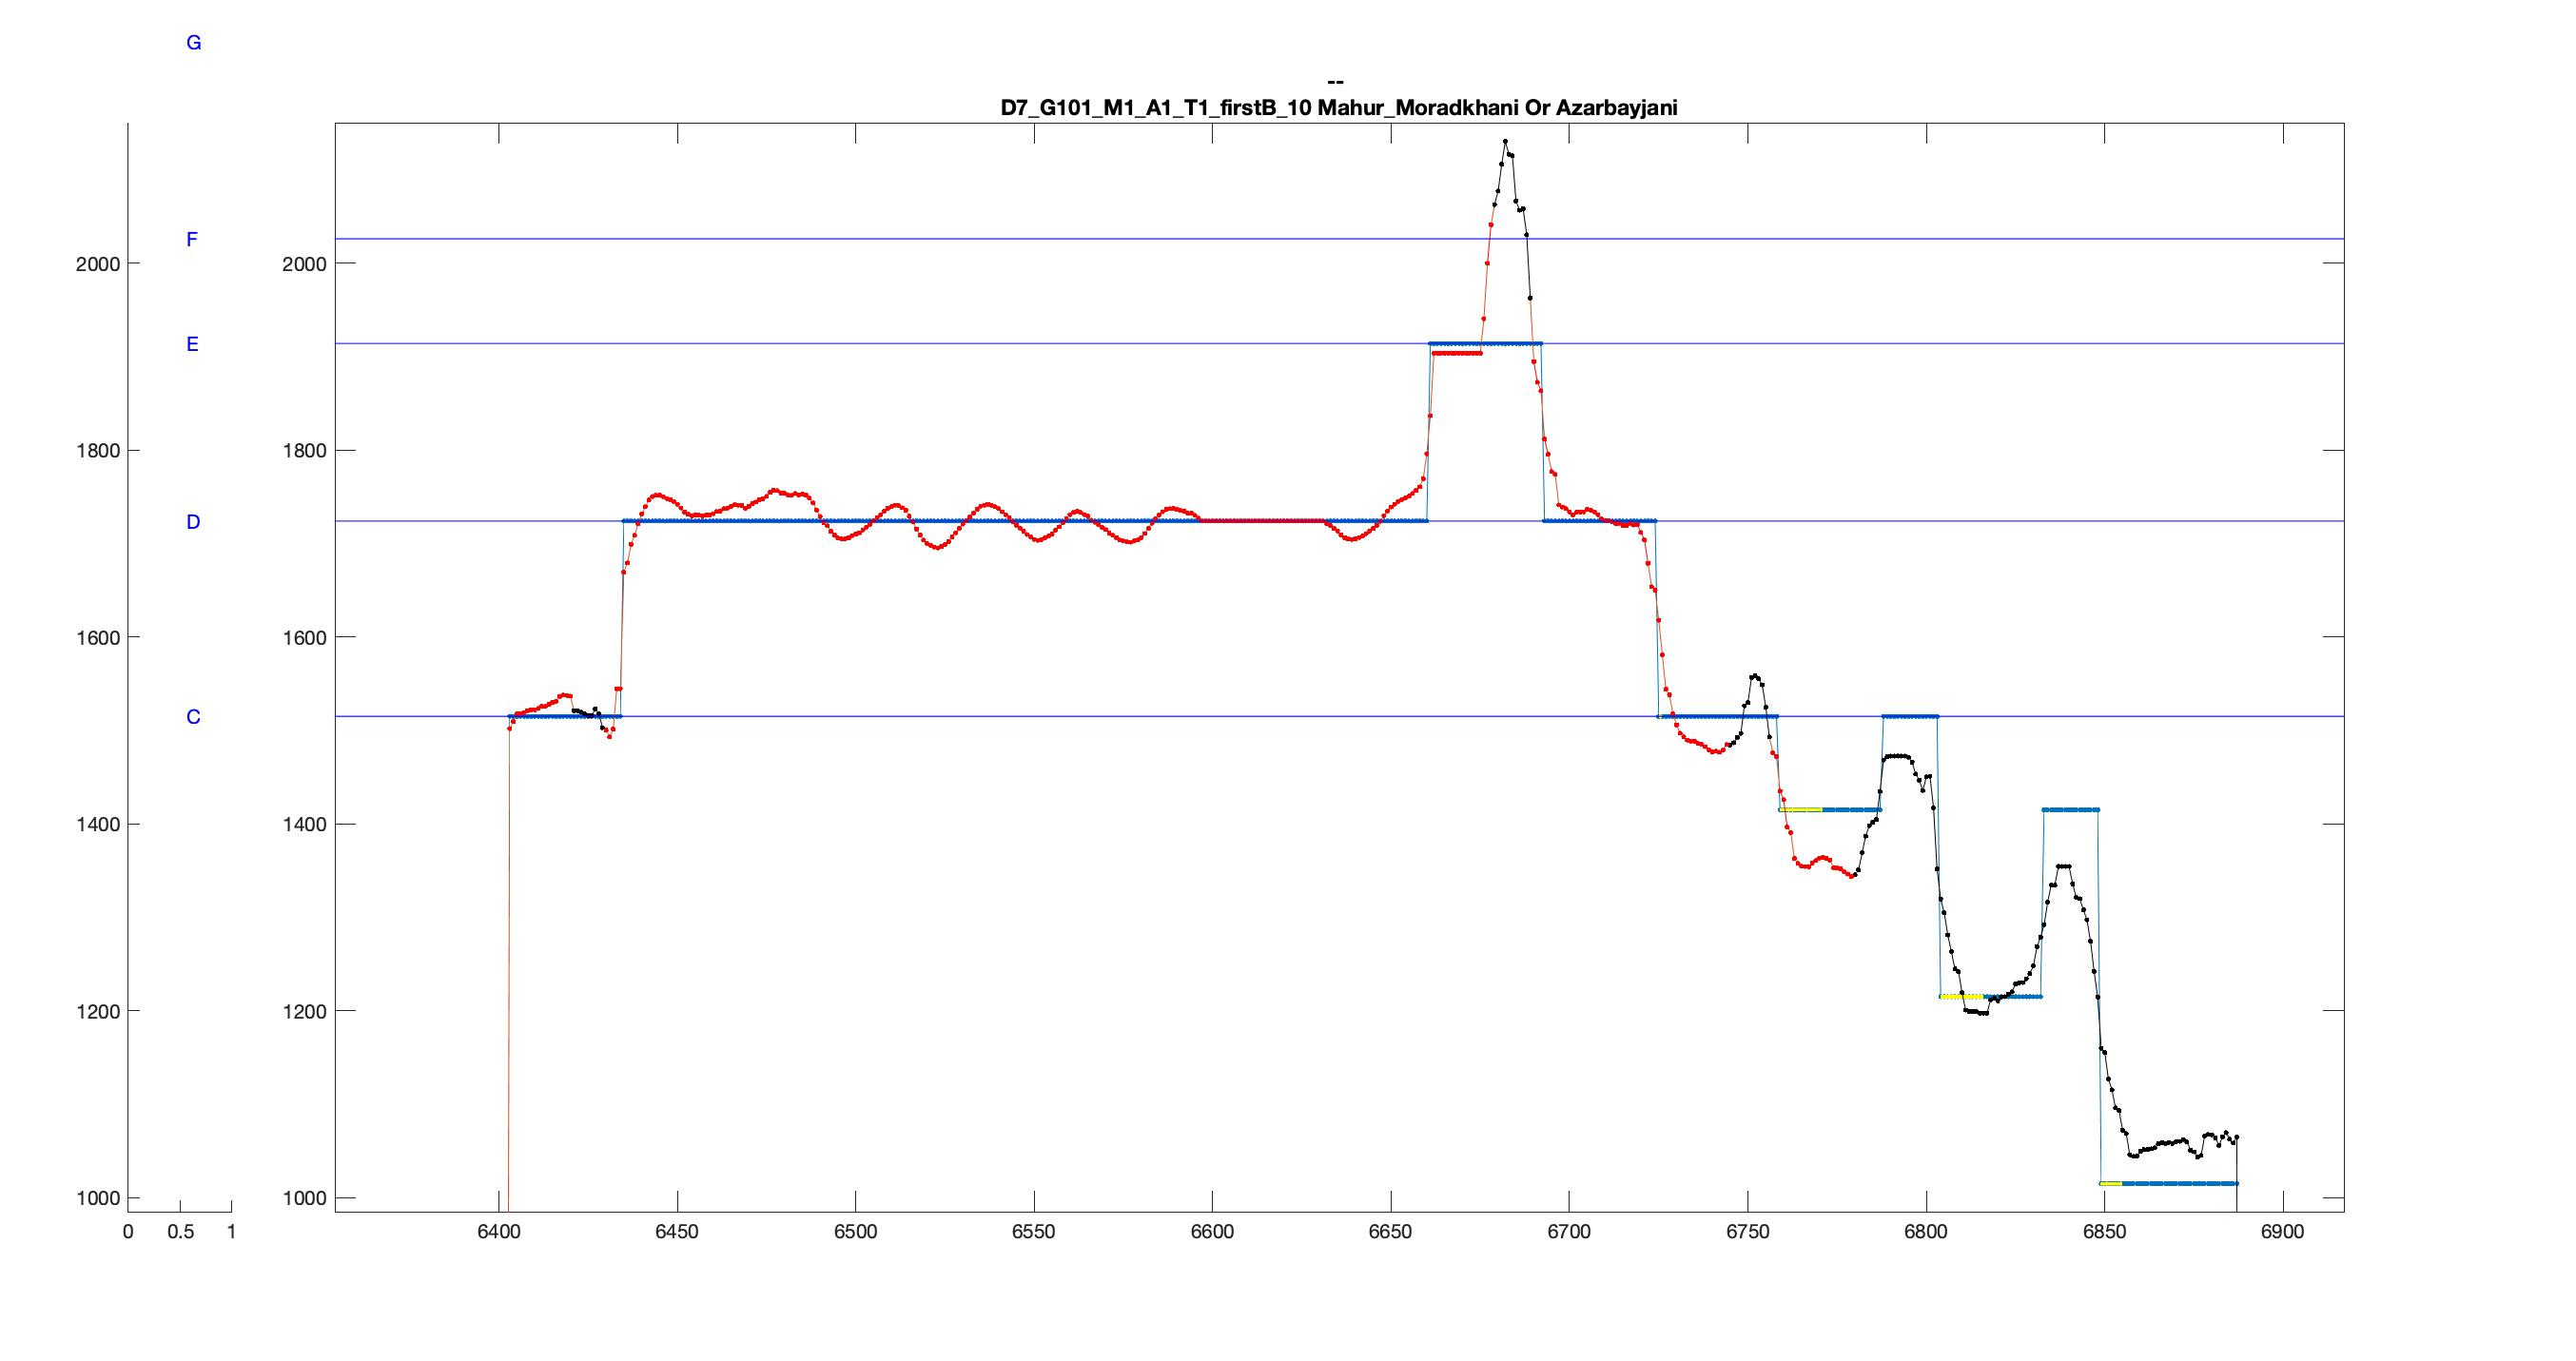 G
--
D7_G101_M1_A1_T1_firstB_10 Mahur_Moradkhani Or Azarbayjani
F
2000 2000
E
1800 1800
D
1600 1600
C
1400 1400
1200 1200
1000 1000
0 0.5 1 6400 6450 6500 6550 6600 6650 6700 6750 6800 6850 6900